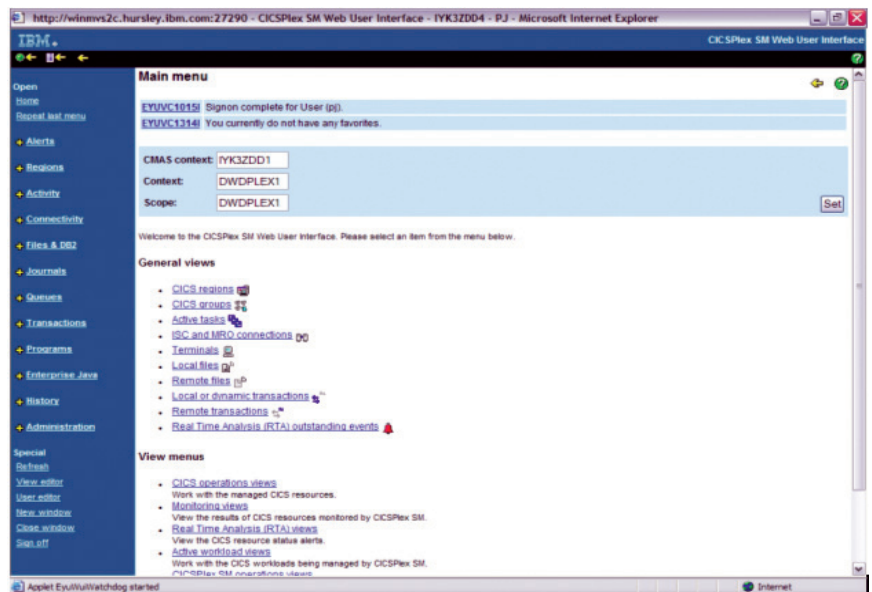 http://winmvs2c.hursley.ibm.com:27290 - CICSPlex SM Web User Interface - IYK3ZDD4 - PJ - Microsoft Internet Explorer
IBM.
CICSPlex SM Web User Interface
Open
Home
Repeat last menu
Alerts
Regions
Activity
Connectivity
Files & DB2
Journals
Queues
Transactions
Programs
Enterprise Java
History
Administration
Special
Refresh
View editor
User editor
New window
Close window
Sign off
Main menu
EYUVC1015I Signon complete for User (pj).
EYUVC1314I You currently do not have any favorites.
CMAS context: IYK3ZDD1
Context: DWDPLEX1
Scope: DWDPLEX1
Set
Welcome to the CICSPlex SM Web User Interface. Please select an item from the menu below.
General views
CICS regions
CICS groups
Active tasks
ISC and MRO connections
Terminals
Local files
Remote files
Local or dynamic transactions
Remote transactions
Real Time Analysis (RTA) outstanding events
View menus
CICS operations views
Work with the managed CICS resources.
Monitoring views
View the results of CICS resources monitored by CICSPlex SM.
Real Time Analysis (RTA) views
View the CICS resource status alerts.
Active workload views
Work with the CICS workloads being managed by CICSPlex SM.
CICSPlex SM operations views
Applet EyuWuiWatchdog started
Internet